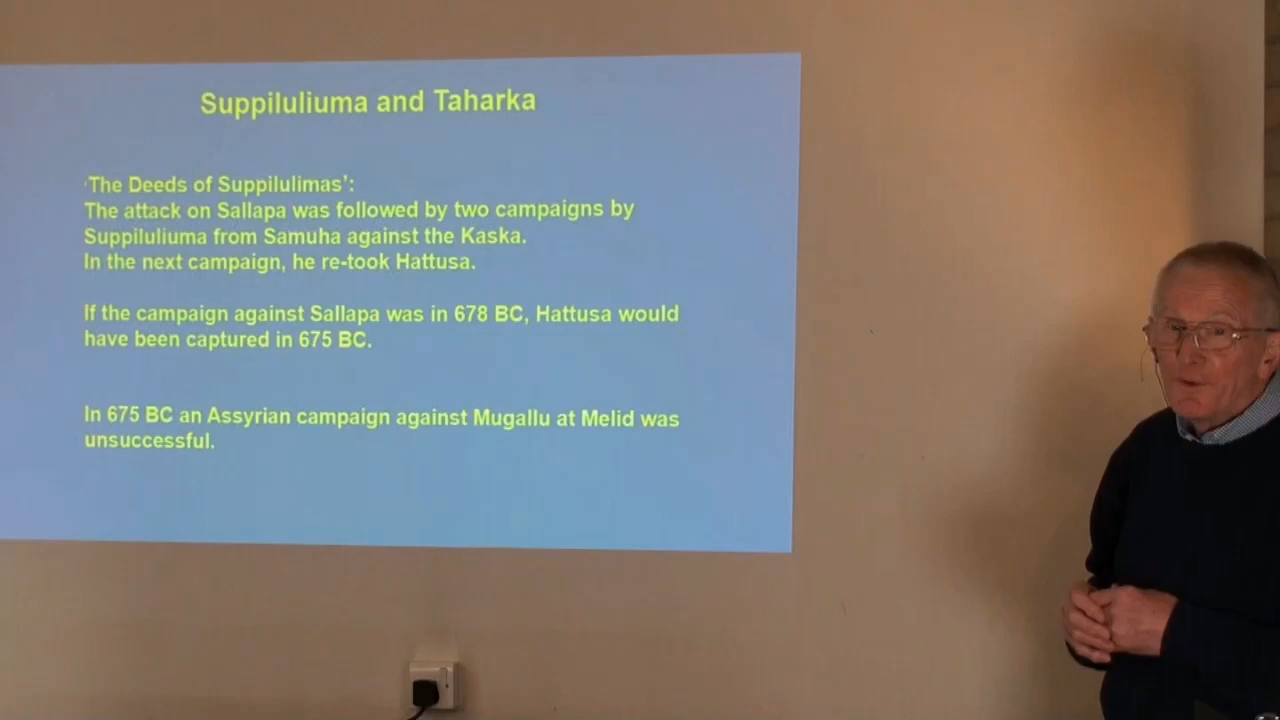 Suppiluliuma and Taharka
'The Deeds of Suppilulimas':
The attack on Sallapa was followed by two campaigns by
Suppiluliuma from Samuha against the Kaska.
In the next campaign, he re-took Hattusa.
If the campaign against Sallapa was in 678 BC, Hattusa would
have been captured in 675 BC.
In 675 BC an Assyrian campaign against Mugallu at Melid was
unsuccessful.